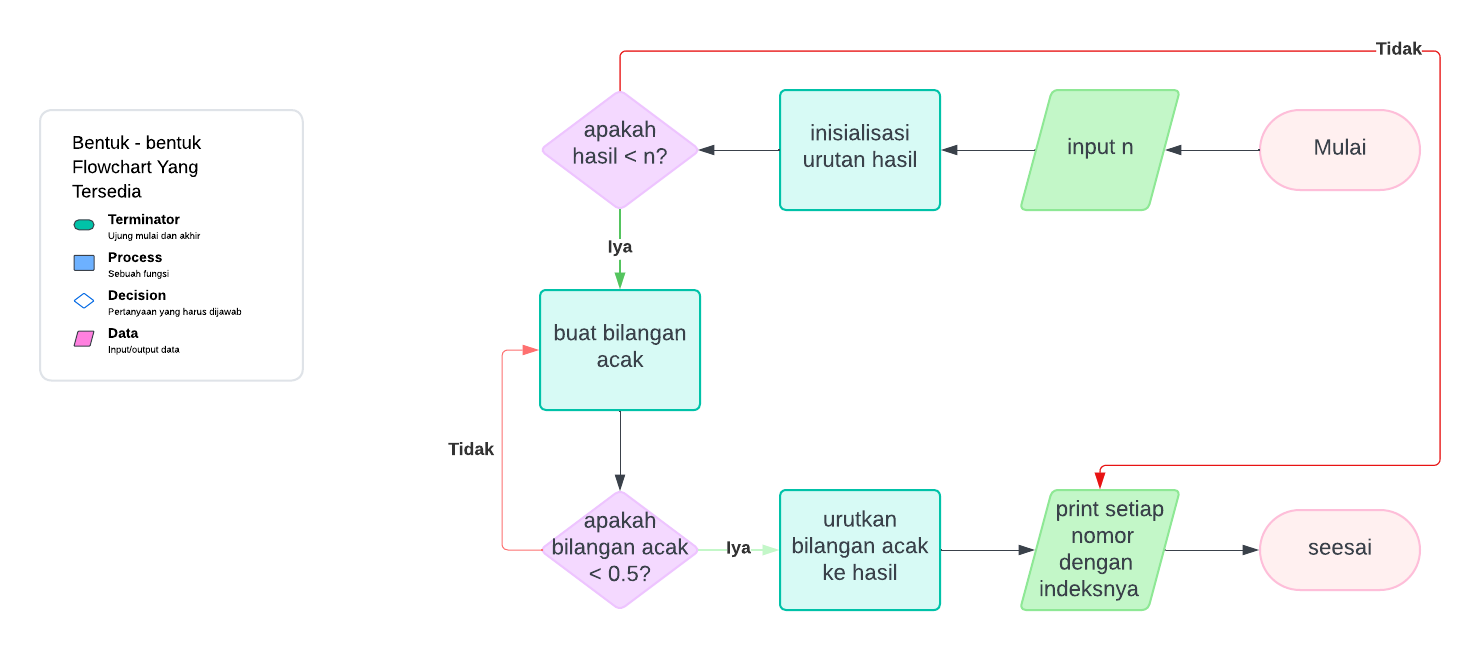 Bentuk - bentuk
Flowchart Yang
Tersedia
Terminator
Ujung mulai dan akhir
Process
Sebuah fungsi
Decision
Pertanyaan yang harus dijawab
Data
Input/output data
Tidak
Mulai
input n
inisialisasi
urutan hasil
apakah
hasil < n?
Iya
buat bilangan
acak
Tidak
apakah
bilangan acak
< 0.5?
Iya
urutkan
bilangan acak
ke hasil
print setiap
nomor
dengan
indeksnya
seesai